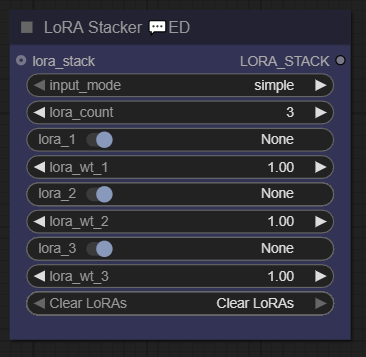 LoRA Stacker 💬ED
lora_stack LORA_STACK
input_mode simple
lora_count 3
lora_1 None
lora_wt_1 1.00
lora_2 None
lora_wt_2 1.00
lora_3 None
lora_wt_3 1.00
Clear LoRAs Clear LoRAs